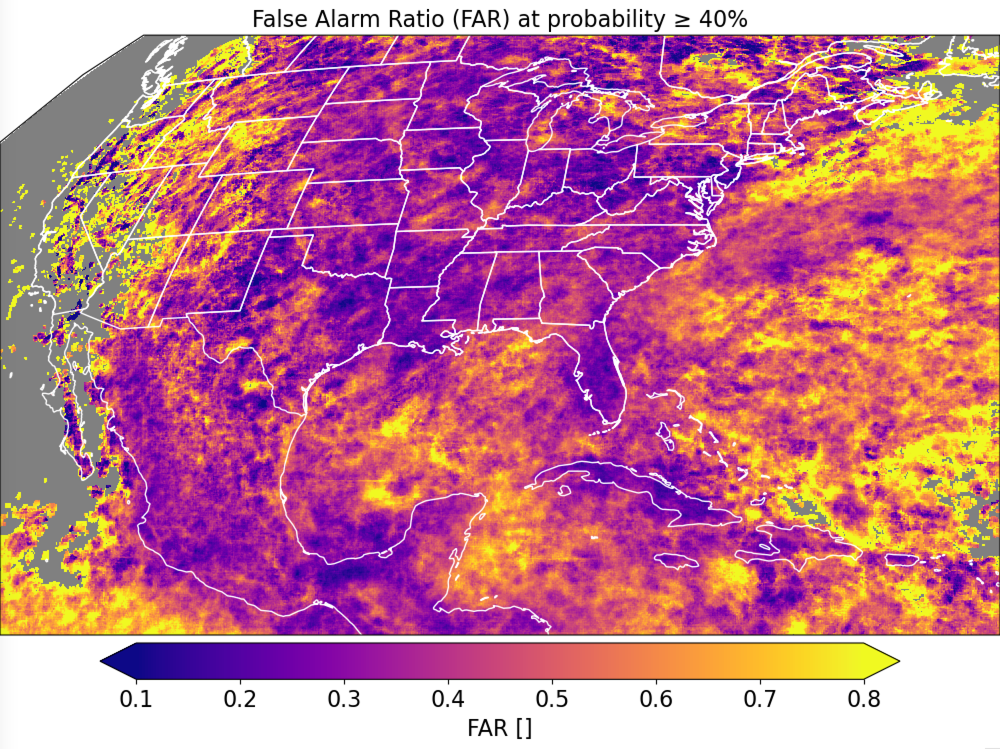 False Alarm Ratio (FAR) at probability ≥ 40%
0.1 0.2 0.3 0.4 0.5 0.6 0.7 0.8
FAR []